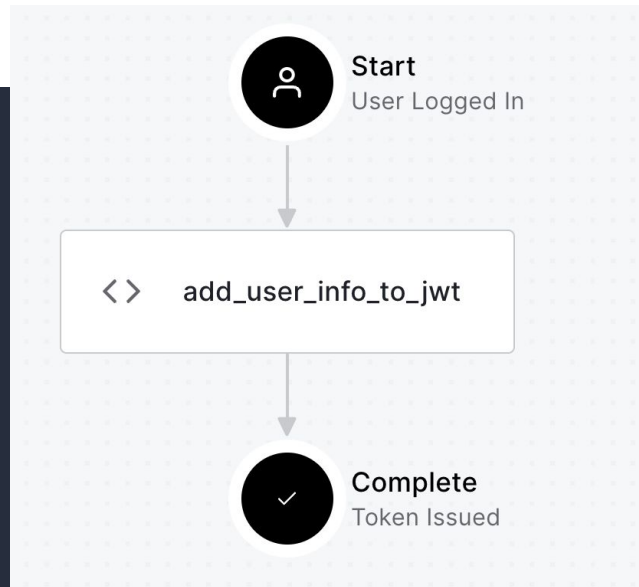 Start
User Logged In
add_user_info_to_jwt
Complete
Token Issued